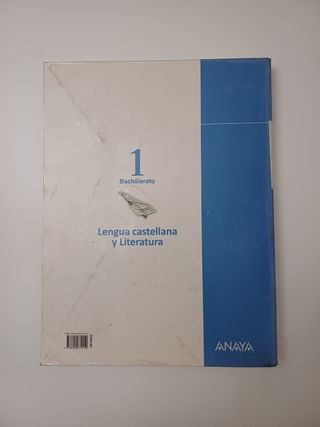 1
Bachillerato
Lengua castellana
y Literatura
ANAYA